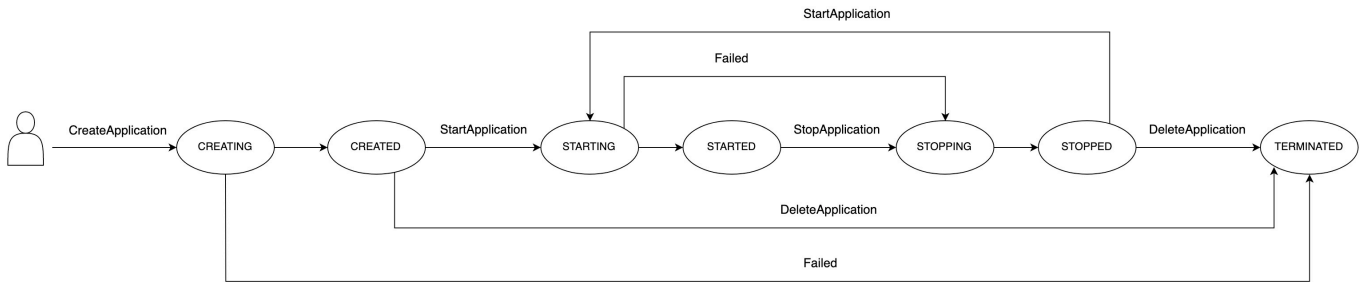 StartApplication
Failed
CreateApplication
StartApplication
StopApplication
DeleteApplication
CREATING
CREATED
STARTING
STARTED
STOPPING
STOPPED
TERMINATED
DeleteApplication
Failed